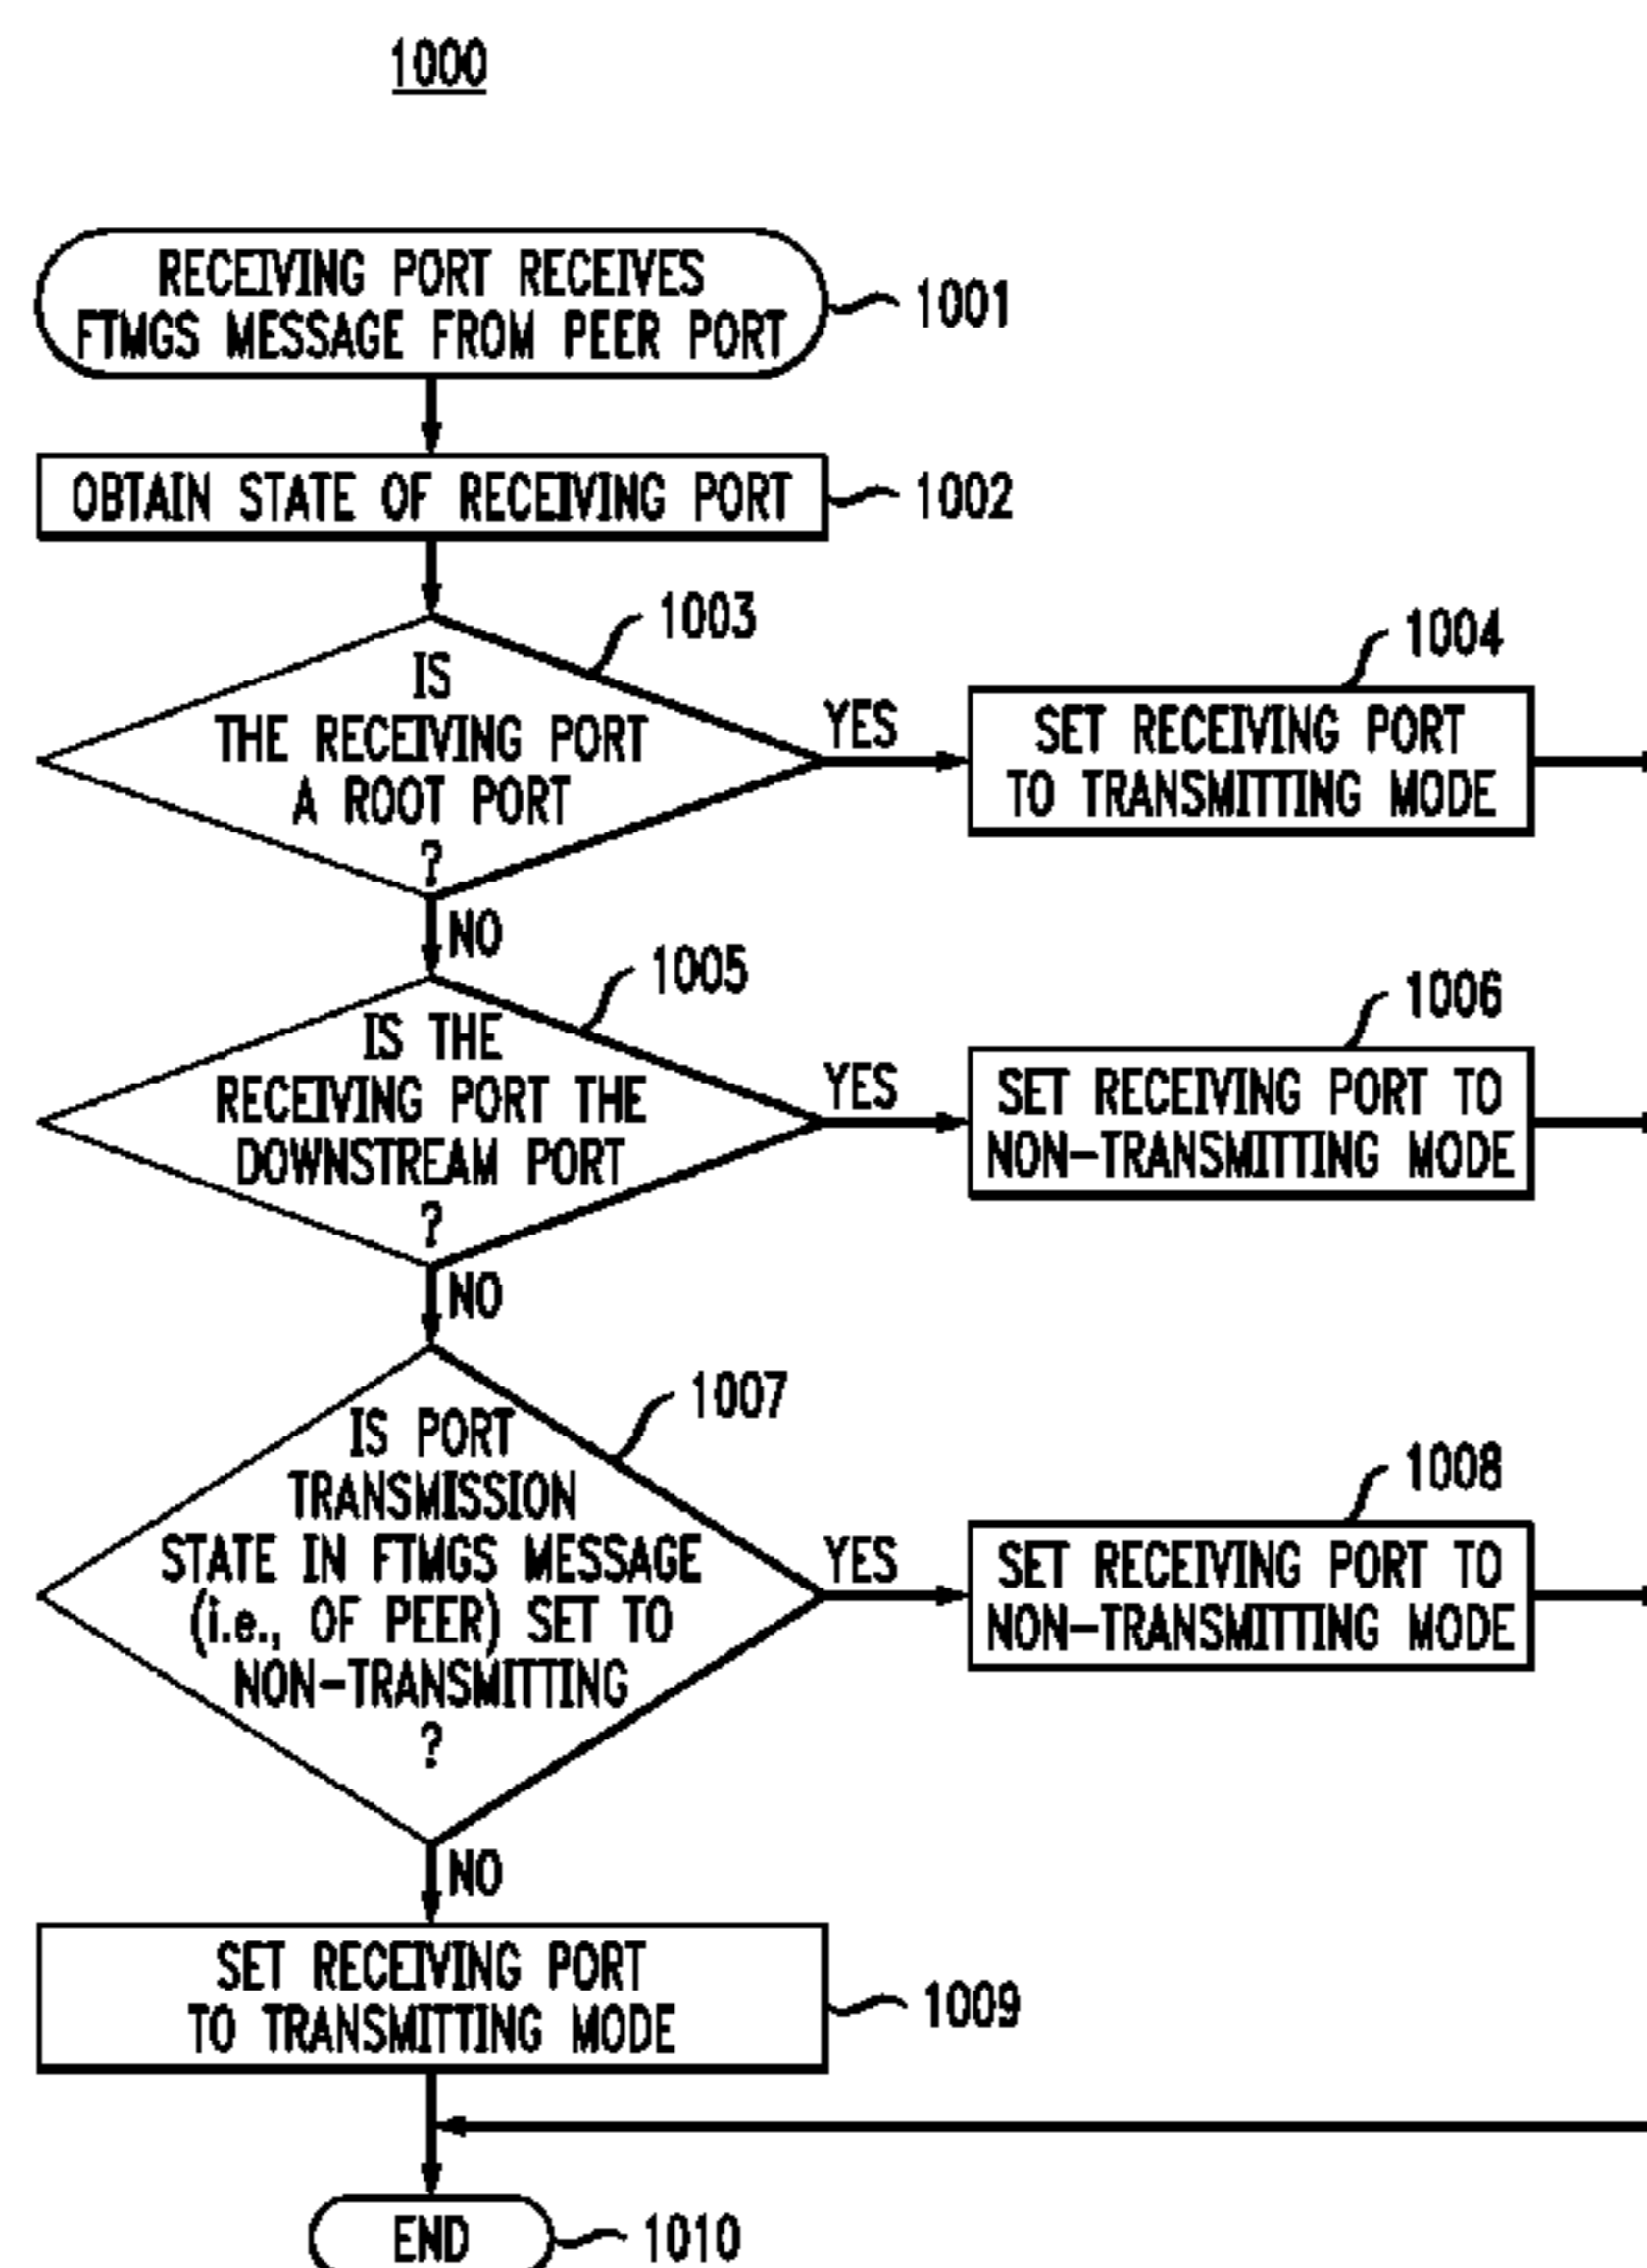 1000
RECEIVING PORT RECEIVES
FTMGS MESSAGE FROM PEER PORT
1001
OBTAIN STATE OF RECEIVING PORT
1002
1003
IS
THE RECEIVING PORT
A ROOT PORT
?
YES
1004
SET RECEIVING PORT
TO TRANSMITTING MODE
NO
1005
IS THE
RECEIVING PORT THE
DOWNSTREAM PORT
?
YES
1006
SET RECEIVING PORT TO
NON-TRANSMITTING MODE
NO
1007
IS PORT
TRANSMISSION
STATE IN FTMGS MESSAGE
(i.e., OF PEER) SET TO
NON-TRANSMITTING
?
YES
1008
SET RECEIVING PORT TO
NON-TRANSMITTING MODE
NO
SET RECEIVING PORT
TO TRANSMITTING MODE
1009
END
1010